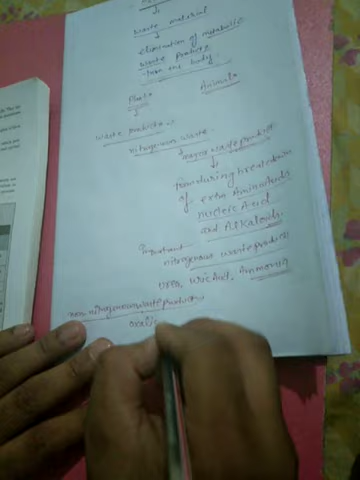 waste material
elimination of metabolic
waste products
from the body
Plants
Animals
waste products
nitrogenous waste
major waste product
form during breakdown
of extra Amino Acids
nucleic Acid
and Alkaloids
Important
nitrogenous waste products
Urea, uric Acid, Ammonia
non nitrogenous waste products